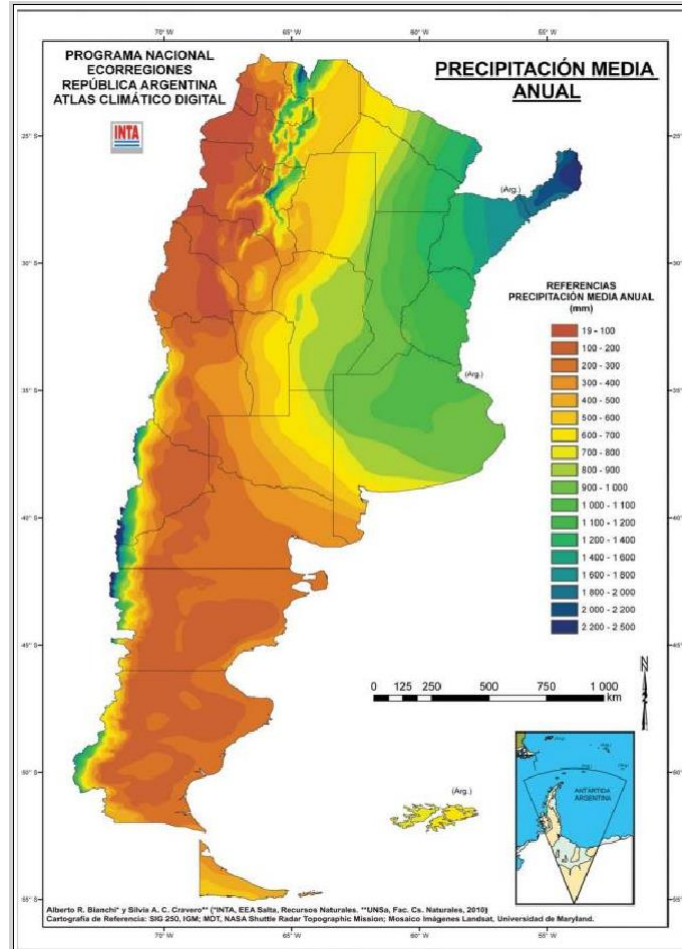 PROGRAMA NACIONAL
ECORREGIONES
REPÚBLICA ARGENTINA
ATLAS CLIMÁTICO DIGITAL
INTA
PRECIPITACIÓN MEDIA
ANUAL
70° W
65° W
60° W
55° W
25° S
30° S
35° S
45° S
(Arg.)
(Arg.)
REFERENCIAS
PRECIPITACIÓN MEDIA ANUAL
(mm)
19 - 100
100 - 200
200 - 300
300 - 400
400 - 500
500 - 600
600 - 700
700 - 800
800 - 900
900 - 1 000
1 000 - 1 100
1 100 - 1 200
1 200 - 1 400
1 400 - 1 600
1 600 - 1 800
1 800 - 2 000
2 000 - 2 200
2 200 - 2 500
N
0 125 250 500 750 1 000
km
(Arg.)
ANTÁRTIDA
ARGENTINA
70° W
65° W
60° W
55° W
Alberto R. Bianchi* y Silvia A. C. Cravero** (*INTA, EEA Salta, Recursos Naturales. **UNSa, Fac. Cs. Naturales, 2010)
Cartografía de Referencia: SIG 250, IGM; MDT, NASA Shuttle Radar Topographic Mission; Mosaico Imágenes Landsat, Universidad de Maryland.